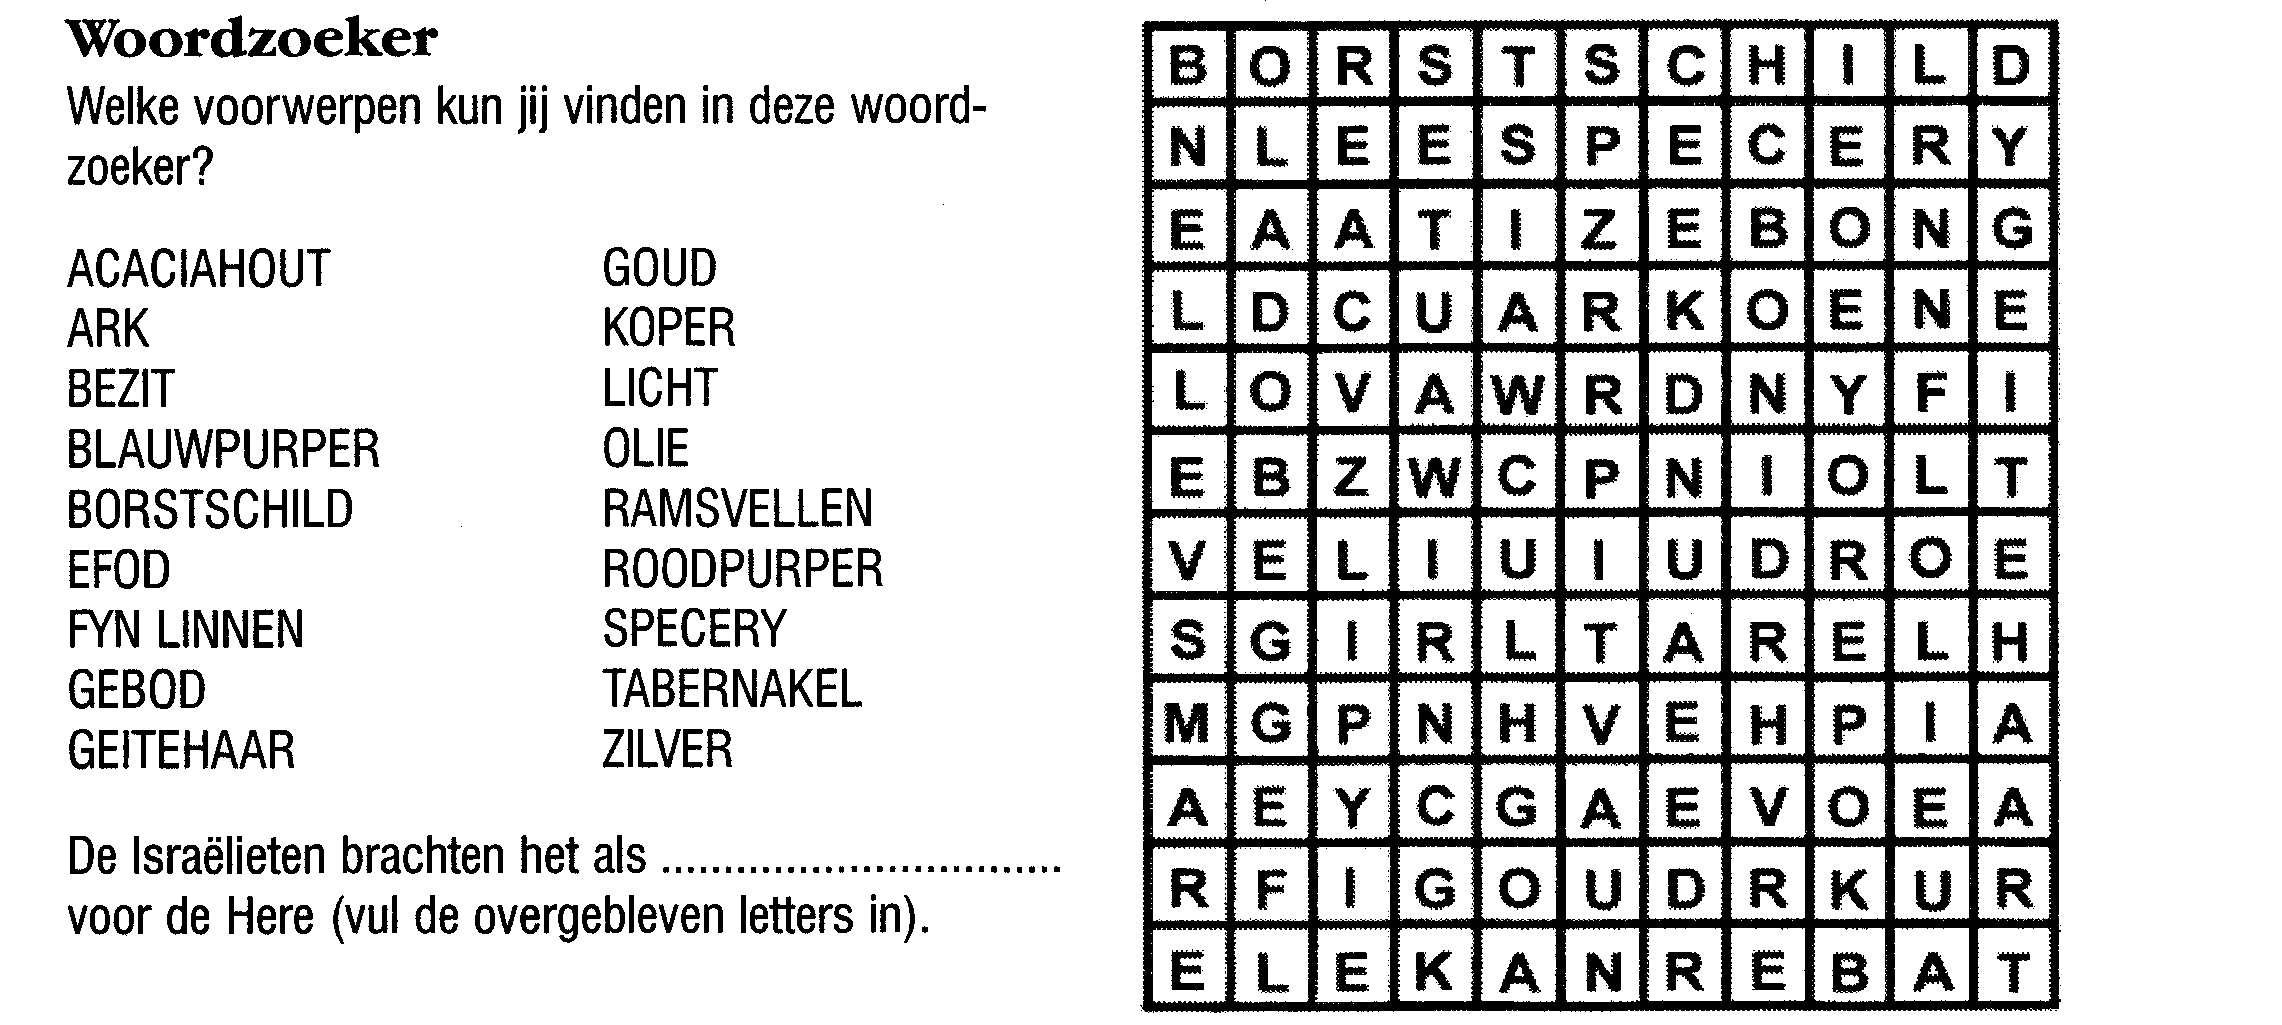 Woordzoeker
Welke voorwerpen kun jij vinden in deze woord-
zoeker?
ACACIAHOUT
ARK
BEZIT
BLAUWPURPER
BORSTSCHILD
EFOD
FYN LINNEN
GEBOD
GEITEHAAR
GOUD
KOPER
LICHT
OLIE
RAMSVELLEN
ROODPURPER
SPECERY
TABERNAKEL
ZILVER
De Israëlieten brachten het als ................................
voor de Here (vul de overgebleven letters in).
B O R S T S C H I L D
N L E E S P E C E R Y
E A A T I Z E B O N G
L D C U A R K O E N E
L O V A W R D N Y F I
E B Z W C P N I O L T
V E L I U I U D R O E
S G I R L T A R E L H
M G P N H V E H P I A
A E Y C G A E V O E A
R F I G O U D R K U R
E L E K A N R E B A T